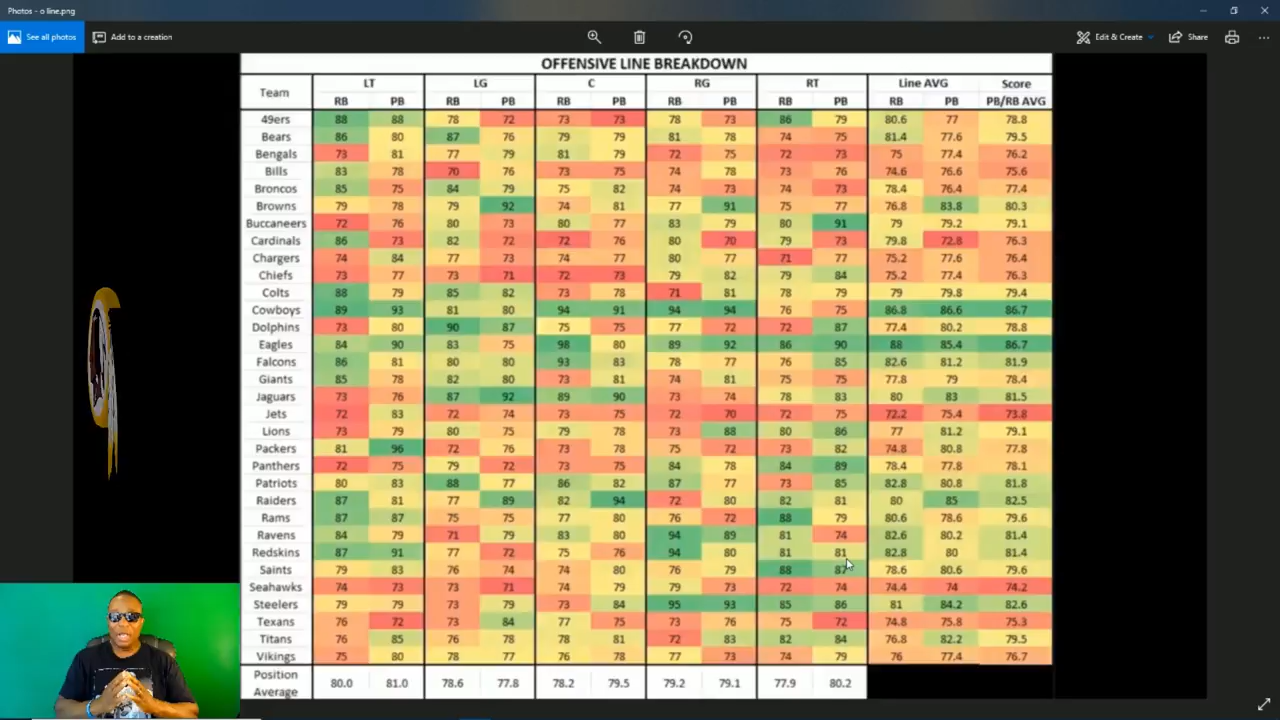 Photos - o line.png
See all photos Add to a creation Edit & Create Share
OFFENSIVE LINE BREAKDOWN
Team LT LG C RG RT Line AVG Score
RB PB RB PB RB PB RB PB RB PB RB PB PB/RB AVG
49ers 88 88 78 72 73 73 78 73 86 79 80.6 77 78.8
Bears 86 80 87 76 79 79 81 78 74 75 81.4 77.6 79.5
Bengals 73 81 77 79 81 79 72 75 72 73 75 77.4 76.2
Bills 83 78 70 76 73 75 74 78 73 76 74.6 76.6 75.6
Broncos 85 75 84 79 75 82 74 73 74 73 78.4 76.4 77.4
Browns 79 78 79 92 74 81 77 91 75 77 76.8 83.8 80.3
Buccaneers 72 76 80 73 80 77 83 79 80 91 79 79.2 79.1
Cardinals 86 73 82 72 72 76 80 70 79 73 79.8 72.8 76.3
Chargers 74 84 77 73 74 77 80 77 71 77 75.2 77.6 76.4
Chiefs 73 77 73 71 72 73 79 82 79 84 75.2 77.4 76.3
Colts 88 79 85 82 73 78 71 81 78 79 79 79.8 79.4
Cowboys 89 93 81 80 94 91 94 94 76 75 86.8 86.6 86.7
Dolphins 73 80 90 87 75 75 77 72 72 87 77.4 80.2 78.8
Eagles 84 90 83 75 98 80 89 92 86 90 88 85.4 86.7
Falcons 86 81 80 80 93 83 78 77 76 85 82.6 81.2 81.9
Giants 85 78 82 80 73 81 74 81 75 75 77.8 79 78.4
Jaguars 73 76 87 92 89 90 73 74 78 83 80 83 81.5
Jets 72 83 72 74 73 75 72 70 72 75 72.2 75.4 73.8
Lions 73 79 80 75 79 78 73 88 80 86 77 81.2 79.1
Packers 81 96 72 76 73 78 75 72 73 82 74.8 80.8 77.8
Panthers 72 75 79 72 73 75 84 78 84 89 78.4 77.8 78.1
Patriots 80 83 88 77 86 82 87 77 73 85 82.8 80.8 81.8
Raiders 87 81 77 89 82 94 72 80 82 81 80 85 82.5
Rams 87 87 75 75 77 80 76 72 88 79 80.6 78.6 79.6
Ravens 84 79 71 79 83 80 94 89 81 74 82.6 80.2 81.4
Redskins 87 91 77 72 75 76 94 80 81 81 82.8 80 81.4
Saints 79 83 76 74 74 80 76 79 88 87 78.6 80.6 79.6
Seahawks 74 73 73 71 74 79 79 73 72 74 74.4 74 74.2
Steelers 79 79 73 79 73 84 95 93 85 86 81 84.2 82.6
Texans 76 72 73 84 77 75 73 76 75 72 74.8 75.8 75.3
Titans 76 85 76 78 78 81 72 83 82 84 76.8 82.2 79.5
Vikings 75 80 78 77 76 78 77 73 74 79 76 77.4 76.7
Position Average 80.0 81.0 78.6 77.8 78.2 79.5 79.2 79.1 77.9 80.2